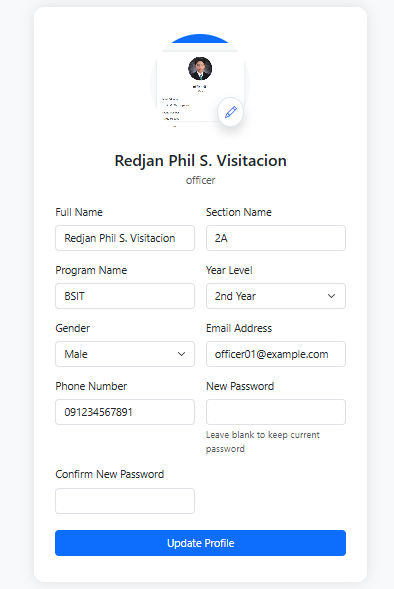 Redjan Phil S. Visitacion
officer
Full Name
Section Name
Redjan Phil S. Visitacion
2A
Program Name
Year Level
BSIT
2nd Year
Gender
Email Address
Male
officer01@example.com
Phone Number
New Password
091234567891
Leave blank to keep current
password
Confirm New Password
Update Profile